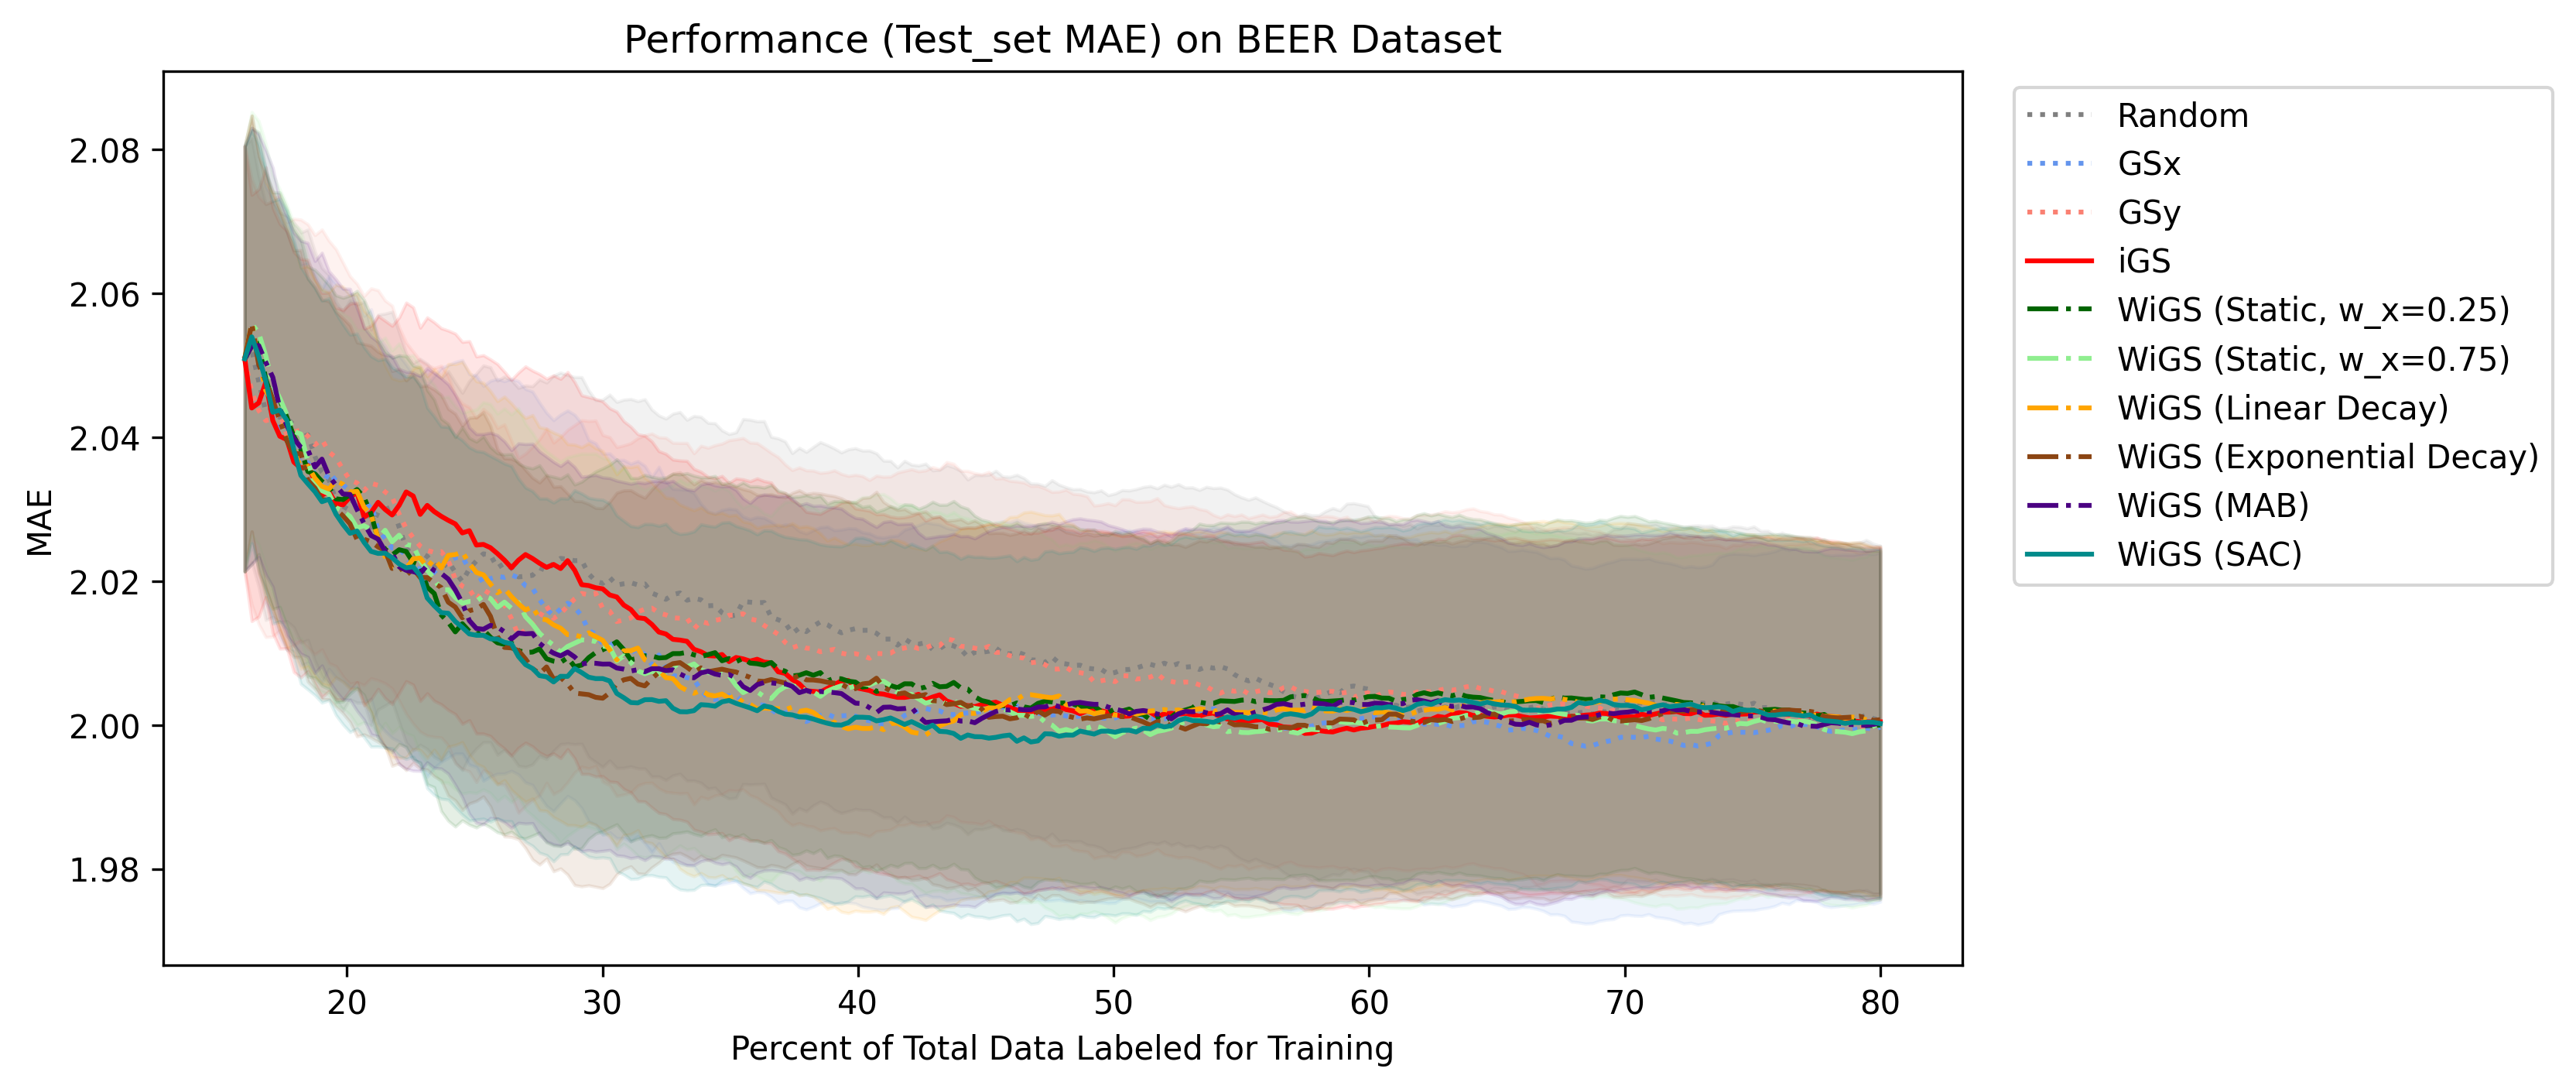 Performance (Test_set MAE) on BEER Dataset
MAE
2.08
2.06
2.04
2.02
2.00
1.98
20 30 40 50 60 70 80
Percent of Total Data Labeled for Training
Random
GSx
GSy
iGS
WiGS (Static, w_x=0.25)
WiGS (Static, w_x=0.75)
WiGS (Linear Decay)
WiGS (Exponential Decay)
WiGS (MAB)
WiGS (SAC)